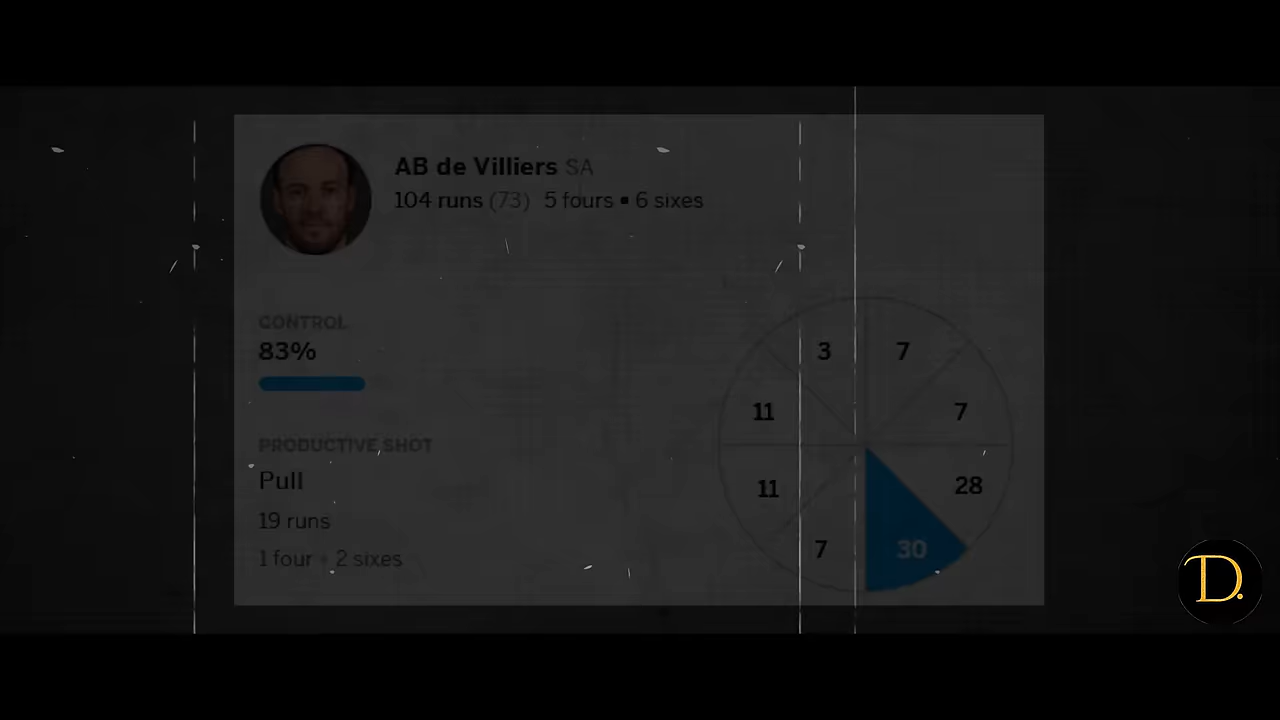 AB de Villiers SA
104 runs (73) 5 fours • 6 sixes
CONTROL
83%
3
7
11
7
PRODUCTIVE SHOT
Pull
11
28
19 runs
7
30
1 four • 2 sixes
D.